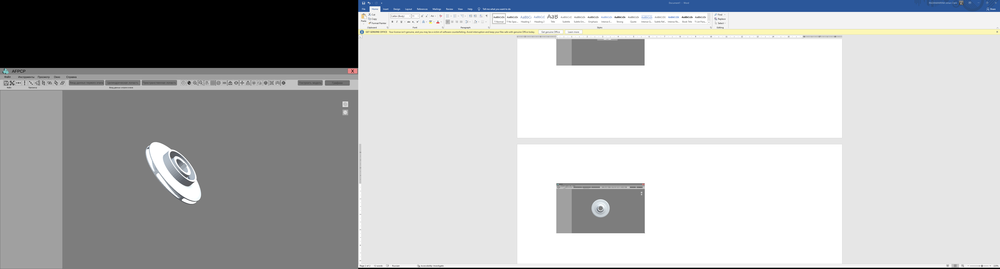 AFPCP
X
Файл Инструменты Просмотр Окно Справка
Ввод данных первого этапа Цилиндрическая лопасть Пространственная лопасть Построить модель Графики
Файл Просмотр Ввод данных второго этапа
Document1 - Word
RAZANANIRINA Johan Clark
File Home Insert Design Layout References Mailings Review View Help Tell me what you want to do
Share
Paste
Cut
Copy
Format Painter
Clipboard
Calibri (Body) 11
Font
Paragraph
AaBbCcDc AaBbCcDc AaBbCc AaBbCcD AaB AaBbCcD AaBbCcDc AaBbCcDc AaBbCcDc AaBbCcDc AaBbCcDc AaBbCcDc AaBbCcDc AaBbCcDc AaBbCcDc AaBbCcDc
¶ Normal ¶ No Spac... Heading 1 Heading 2 Title Subtitle Subtle Em... Emphasis Intense E... Strong Quote Intense Q... Subtle Ref... Intense Re... Book Title ¶ List Para...
Styles
Find
Replace
Select
Editing
GET GENUINE OFFICE Your license isn't genuine, and you may be a victim of software counterfeiting. Avoid interruption and keep your files safe with genuine Office today. Get genuine Office Learn more
Page 2 of 2 12 words Russian Accessibility: Investigate
220%